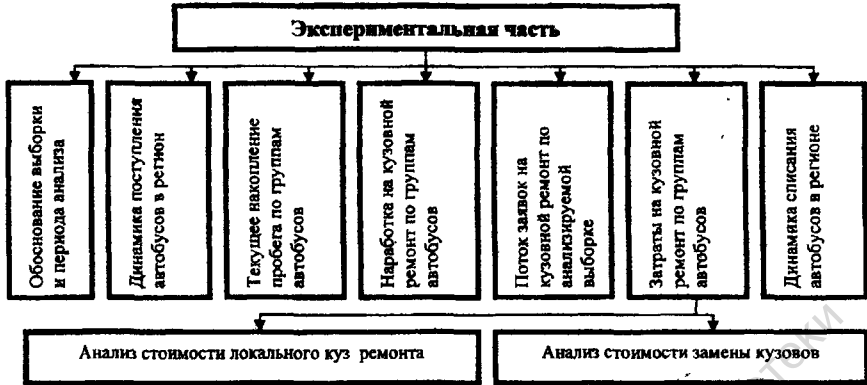 Экспериментальная часть
Обоснование выборки
и периода анализа
Динамика поступления
автобусов в регион
Текущее накопление
пробега по группам
автобусов
Наработка на кузовной
ремонт по группам
автобусов
Поток заявок на
кузовной ремонт по
анализируемой
выборке
Затраты на кузовной
ремонт по группам
автобусов
Динамика списания
автобусов в регионе
Анализ стоимости локального куз ремонта
Анализ стоимости замены кузовов